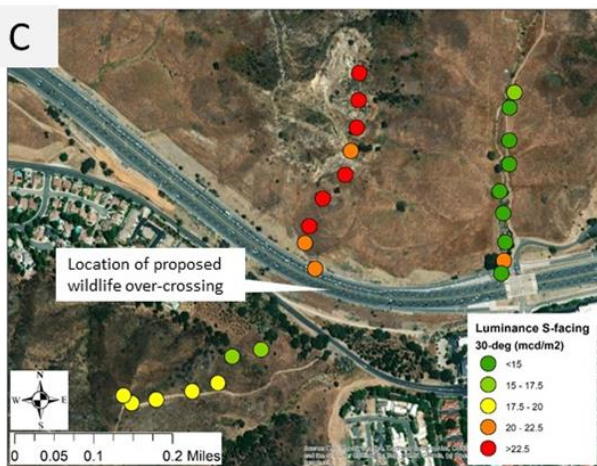 C
Location of proposed
wildlife over-crossing
Luminance S-facing
30-deg (mcd/m2)
<15
15 - 17.5
17.5 - 20
20 - 22.5
>22.5
N
W E
S
0 0.05 0.1 0.2 Miles